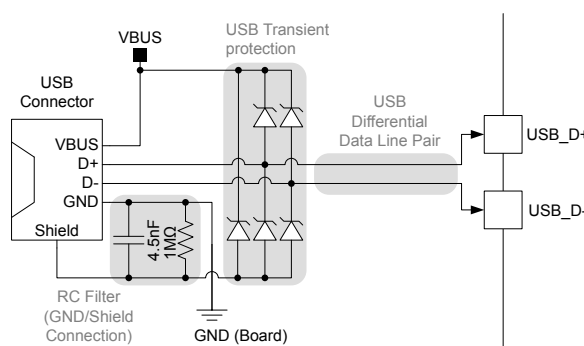 USB Transient
protection
VBUS
USB
Connector
USB
Differential
Data Line Pair
VBUS
D+
D-
GND
Shield
USB_D+
USB_D-
4.5nF
1MΩ
RC Filter
(GND/Shield
Connection)
GND (Board)